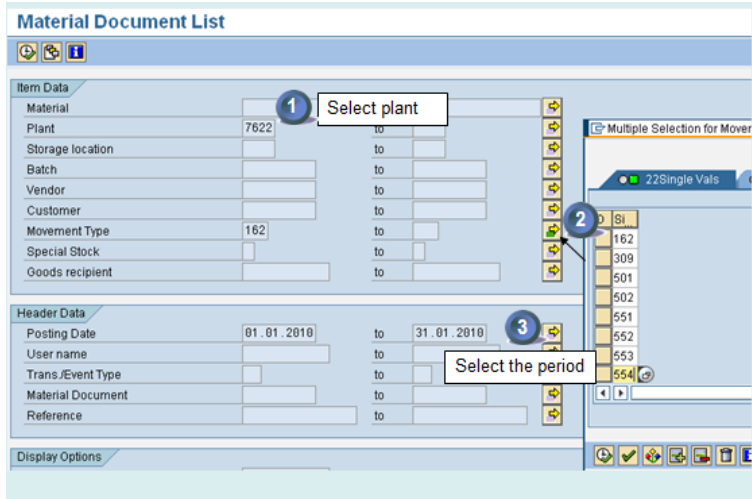 Material Document List
Item Data
Material
1 Select plant
Plant 7622 to
Storage location to
Batch to
Vendor to
Customer to
Movement Type 162 to
Special Stock to
Goods recipient to
Multiple Selection for Mover
22Single Vals
2
Si...
162
309
501
502
551
552
553
554
Header Data
Posting Date 01.01.2010 to 31.01.2010
3
User name to
Select the period
Trans./Event Type to
Material Document to
Reference to
Display Options